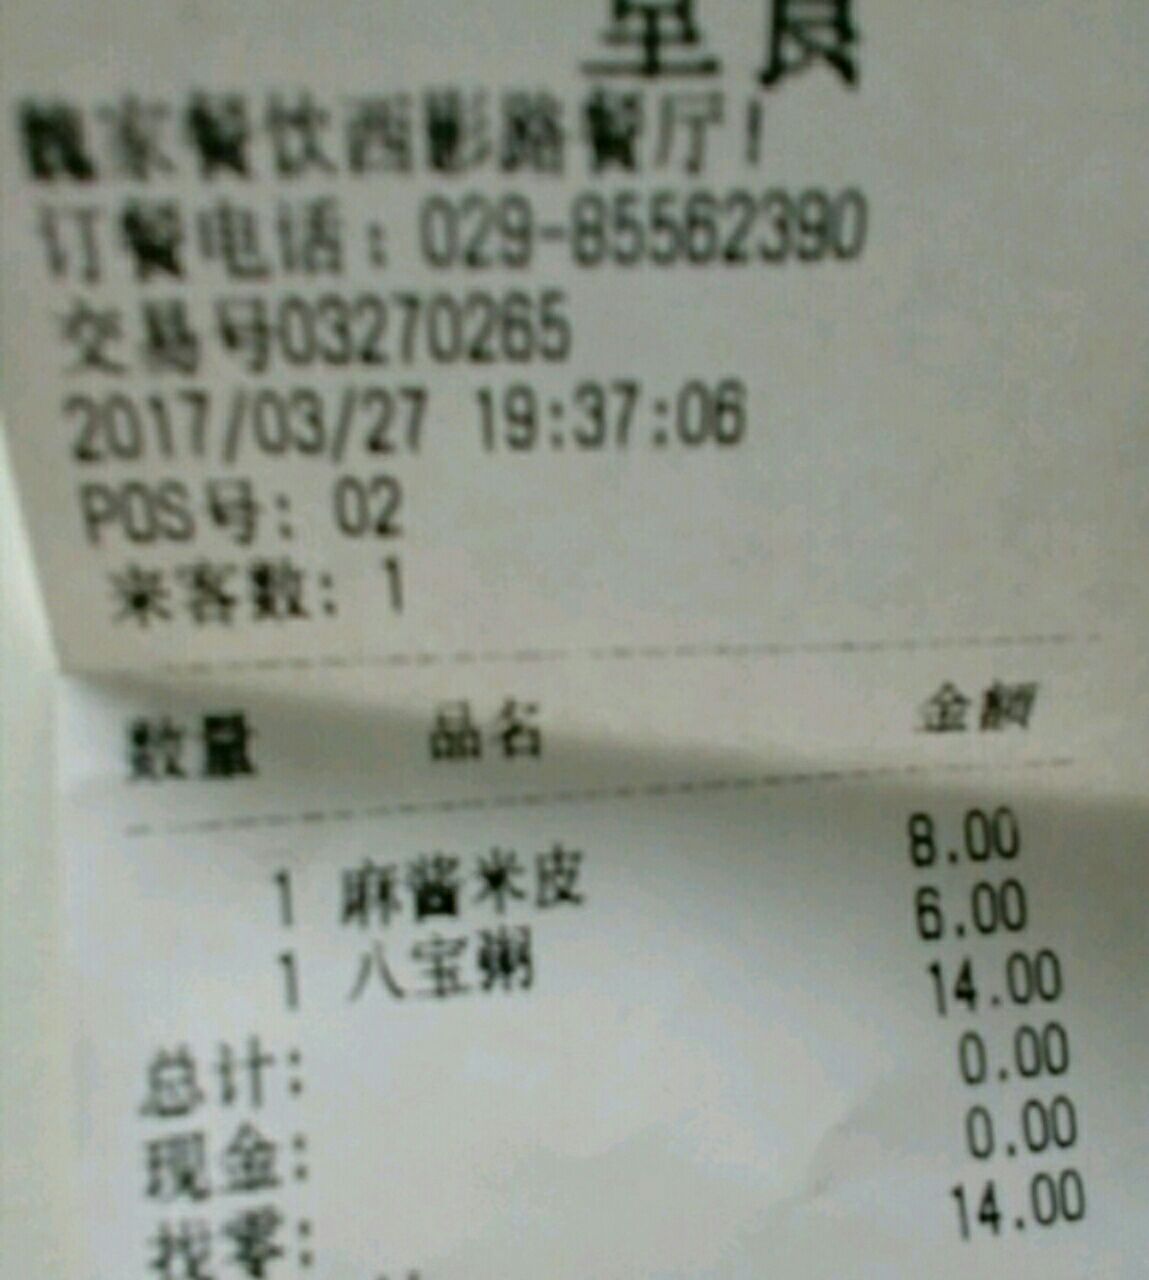 堂食
魏家餐饮西影路餐厅!
订餐电话：029-85562390
交易号03270265
2017/03/27 19:37:06
POS号: 02
来客数: 1
数量 品名 金额
1 麻酱米皮 8.00
1 八宝粥 6.00
总计: 14.00
现金: 0.00
找零: 0.00
14.00